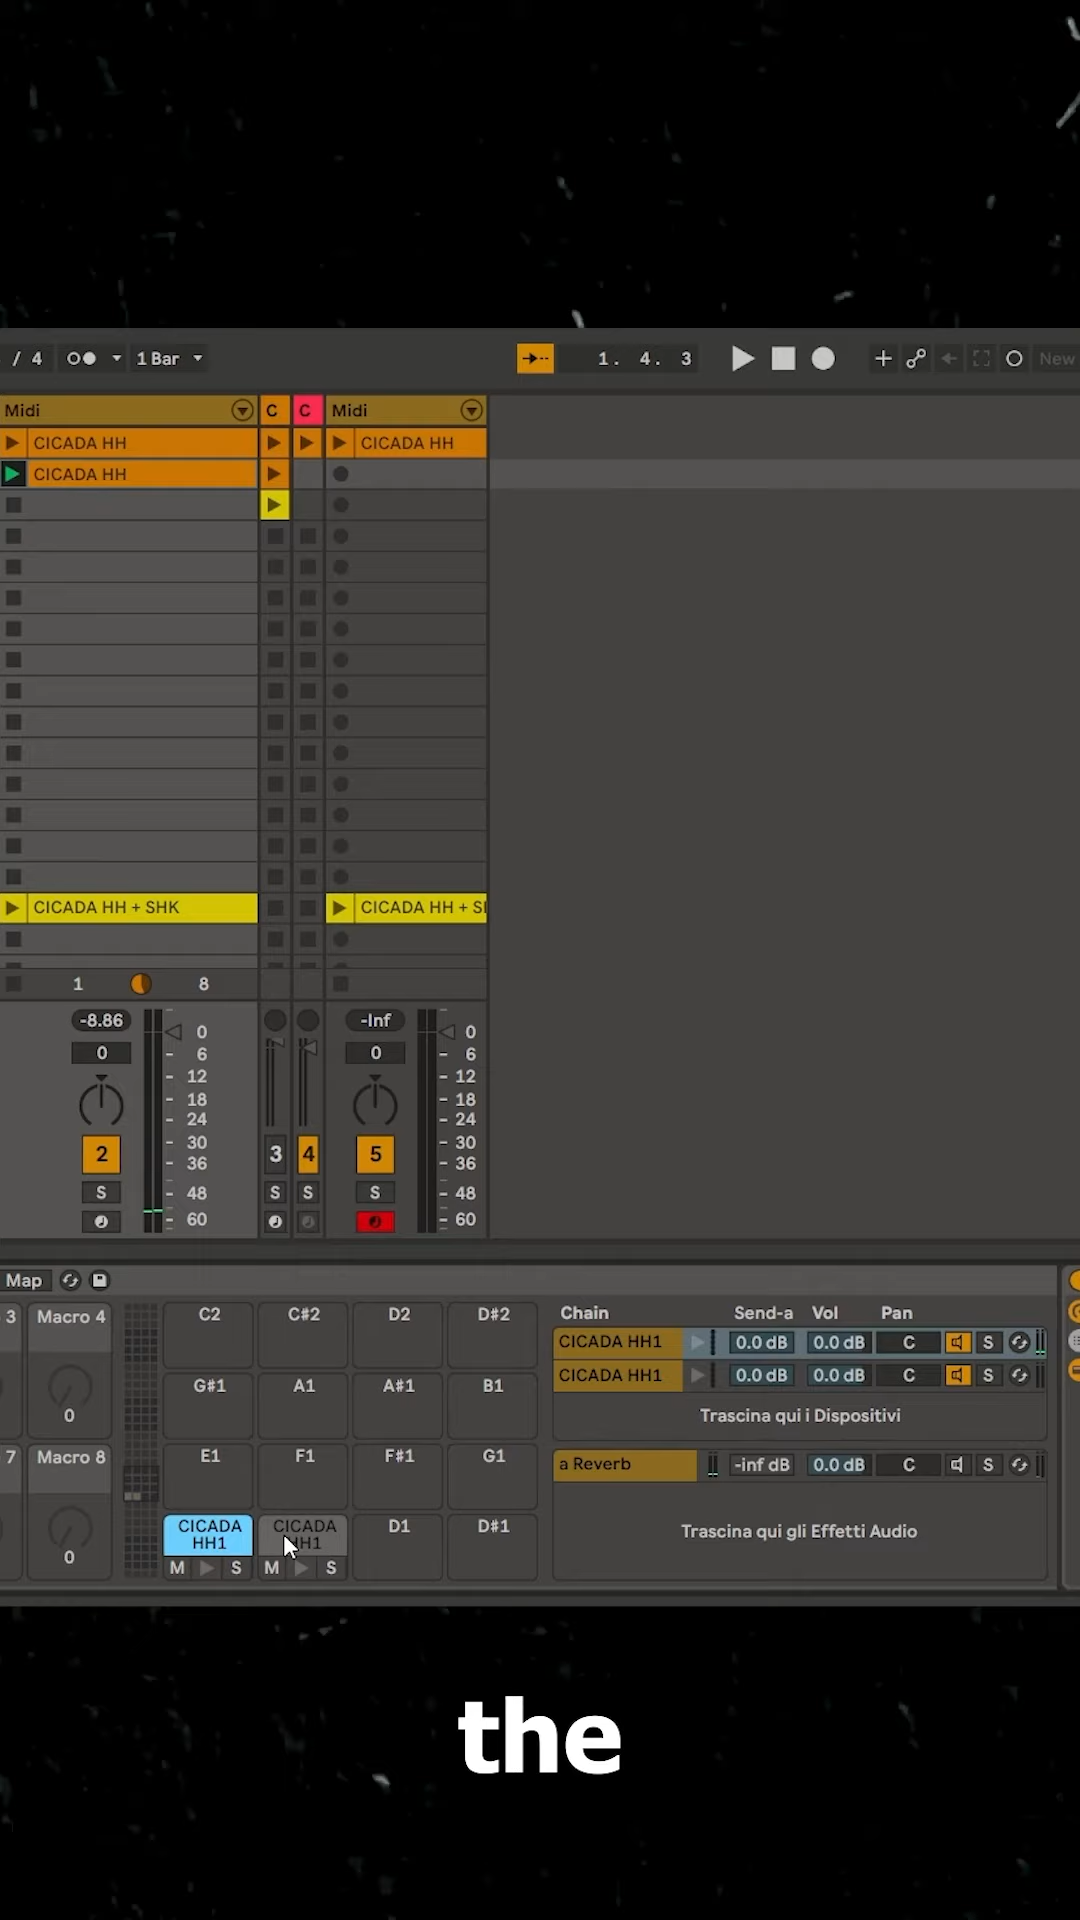 / 4 1 Bar 1. 4. 3 New
Midi C C Midi
CICADA HH CICADA HH
CICADA HH
CICADA HH + SHK CICADA HH + SI
1 8
-8.86 -Inf
0 0 0 0
6 6
12 12
18 18
24 24
30 30
2 3 4 5
36 36
S S S S
48 48
60 60
Map
3 Macro 4 C2 C#2 D2 D#2 Chain Send-a Vol Pan
CICADA HH1 0.0 dB 0.0 dB C S
G#1 A1 A#1 B1 CICADA HH1 0.0 dB 0.0 dB C S
0 Trascina qui i Dispositivi
7 Macro 8 E1 F1 F#1 G1 a Reverb -inf dB 0.0 dB C S
CICADA CICADA D1 D#1 Trascina qui gli Effetti Audio
HH1 HH1
0 M S M S
the